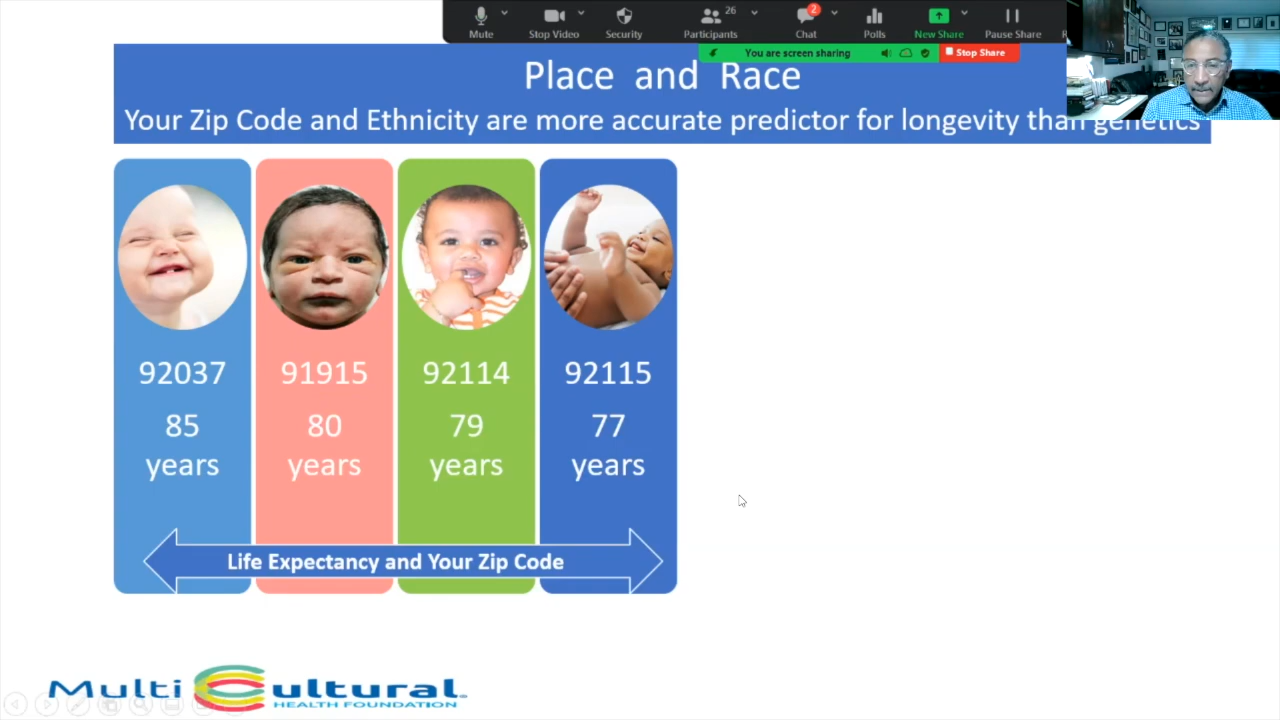 26
2
Mute
Stop Video
Security
Participants
Chat
Polls
New Share
Pause Share
You are screen sharing
Stop Share
Place and Race
Your Zip Code and Ethnicity are more accurate predictor for longevity than genetics
92037
85
years
91915
80
years
92114
79
years
92115
77
years
Life Expectancy and Your Zip Code
Multi Cultural
HEALTH FOUNDATION